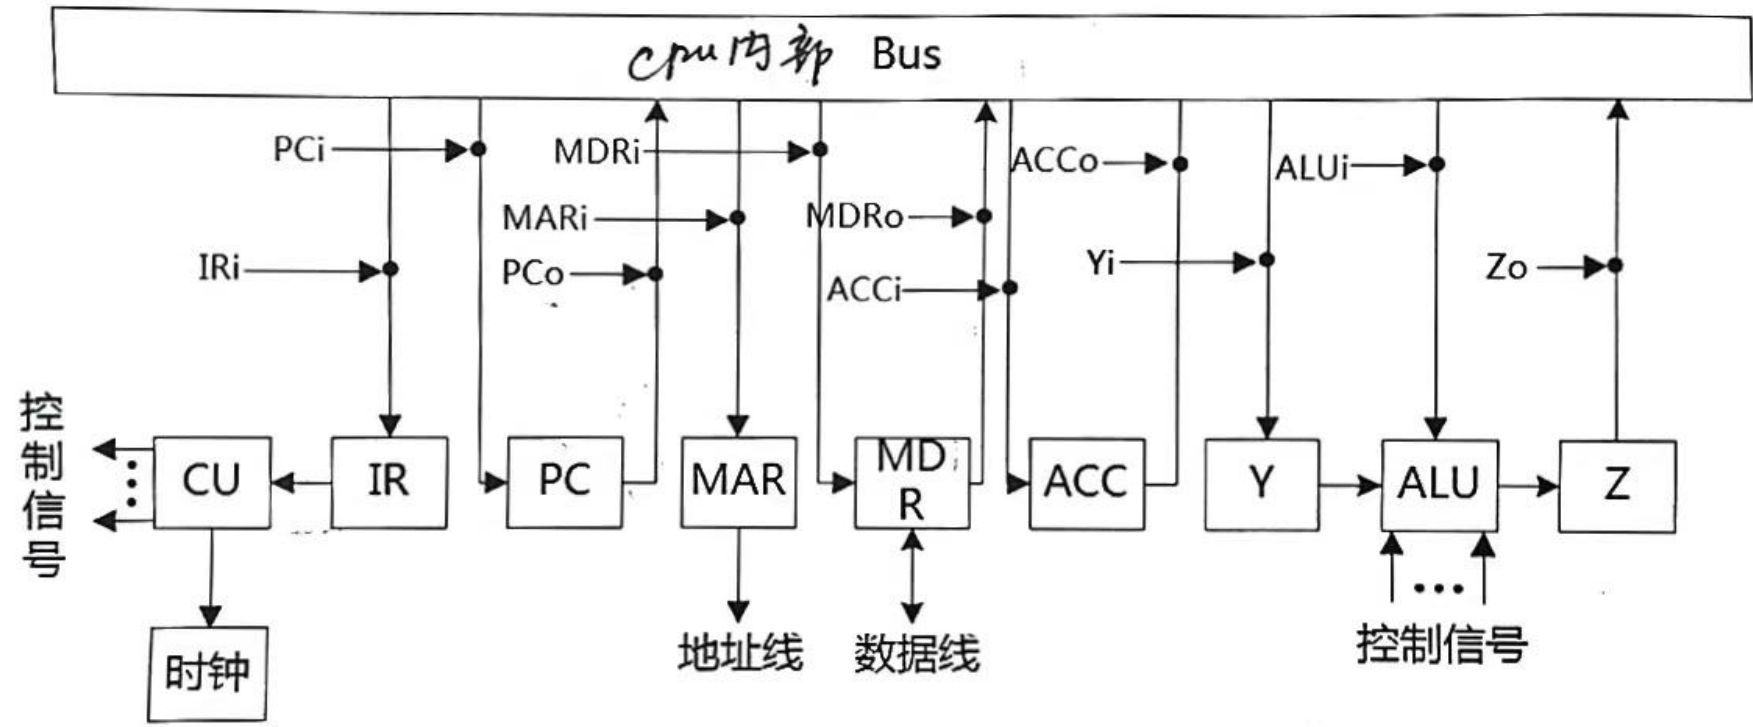 cpu内部 Bus
PCi
MDRi
ACCo
ALUi
MARi
MDRo
IRi
PCo
ACCi
Yi
Zo
控制信号
CU
IR
PC
MAR
MD
R
ACC
Y
ALU
Z
时钟
地址线
数据线
控制信号